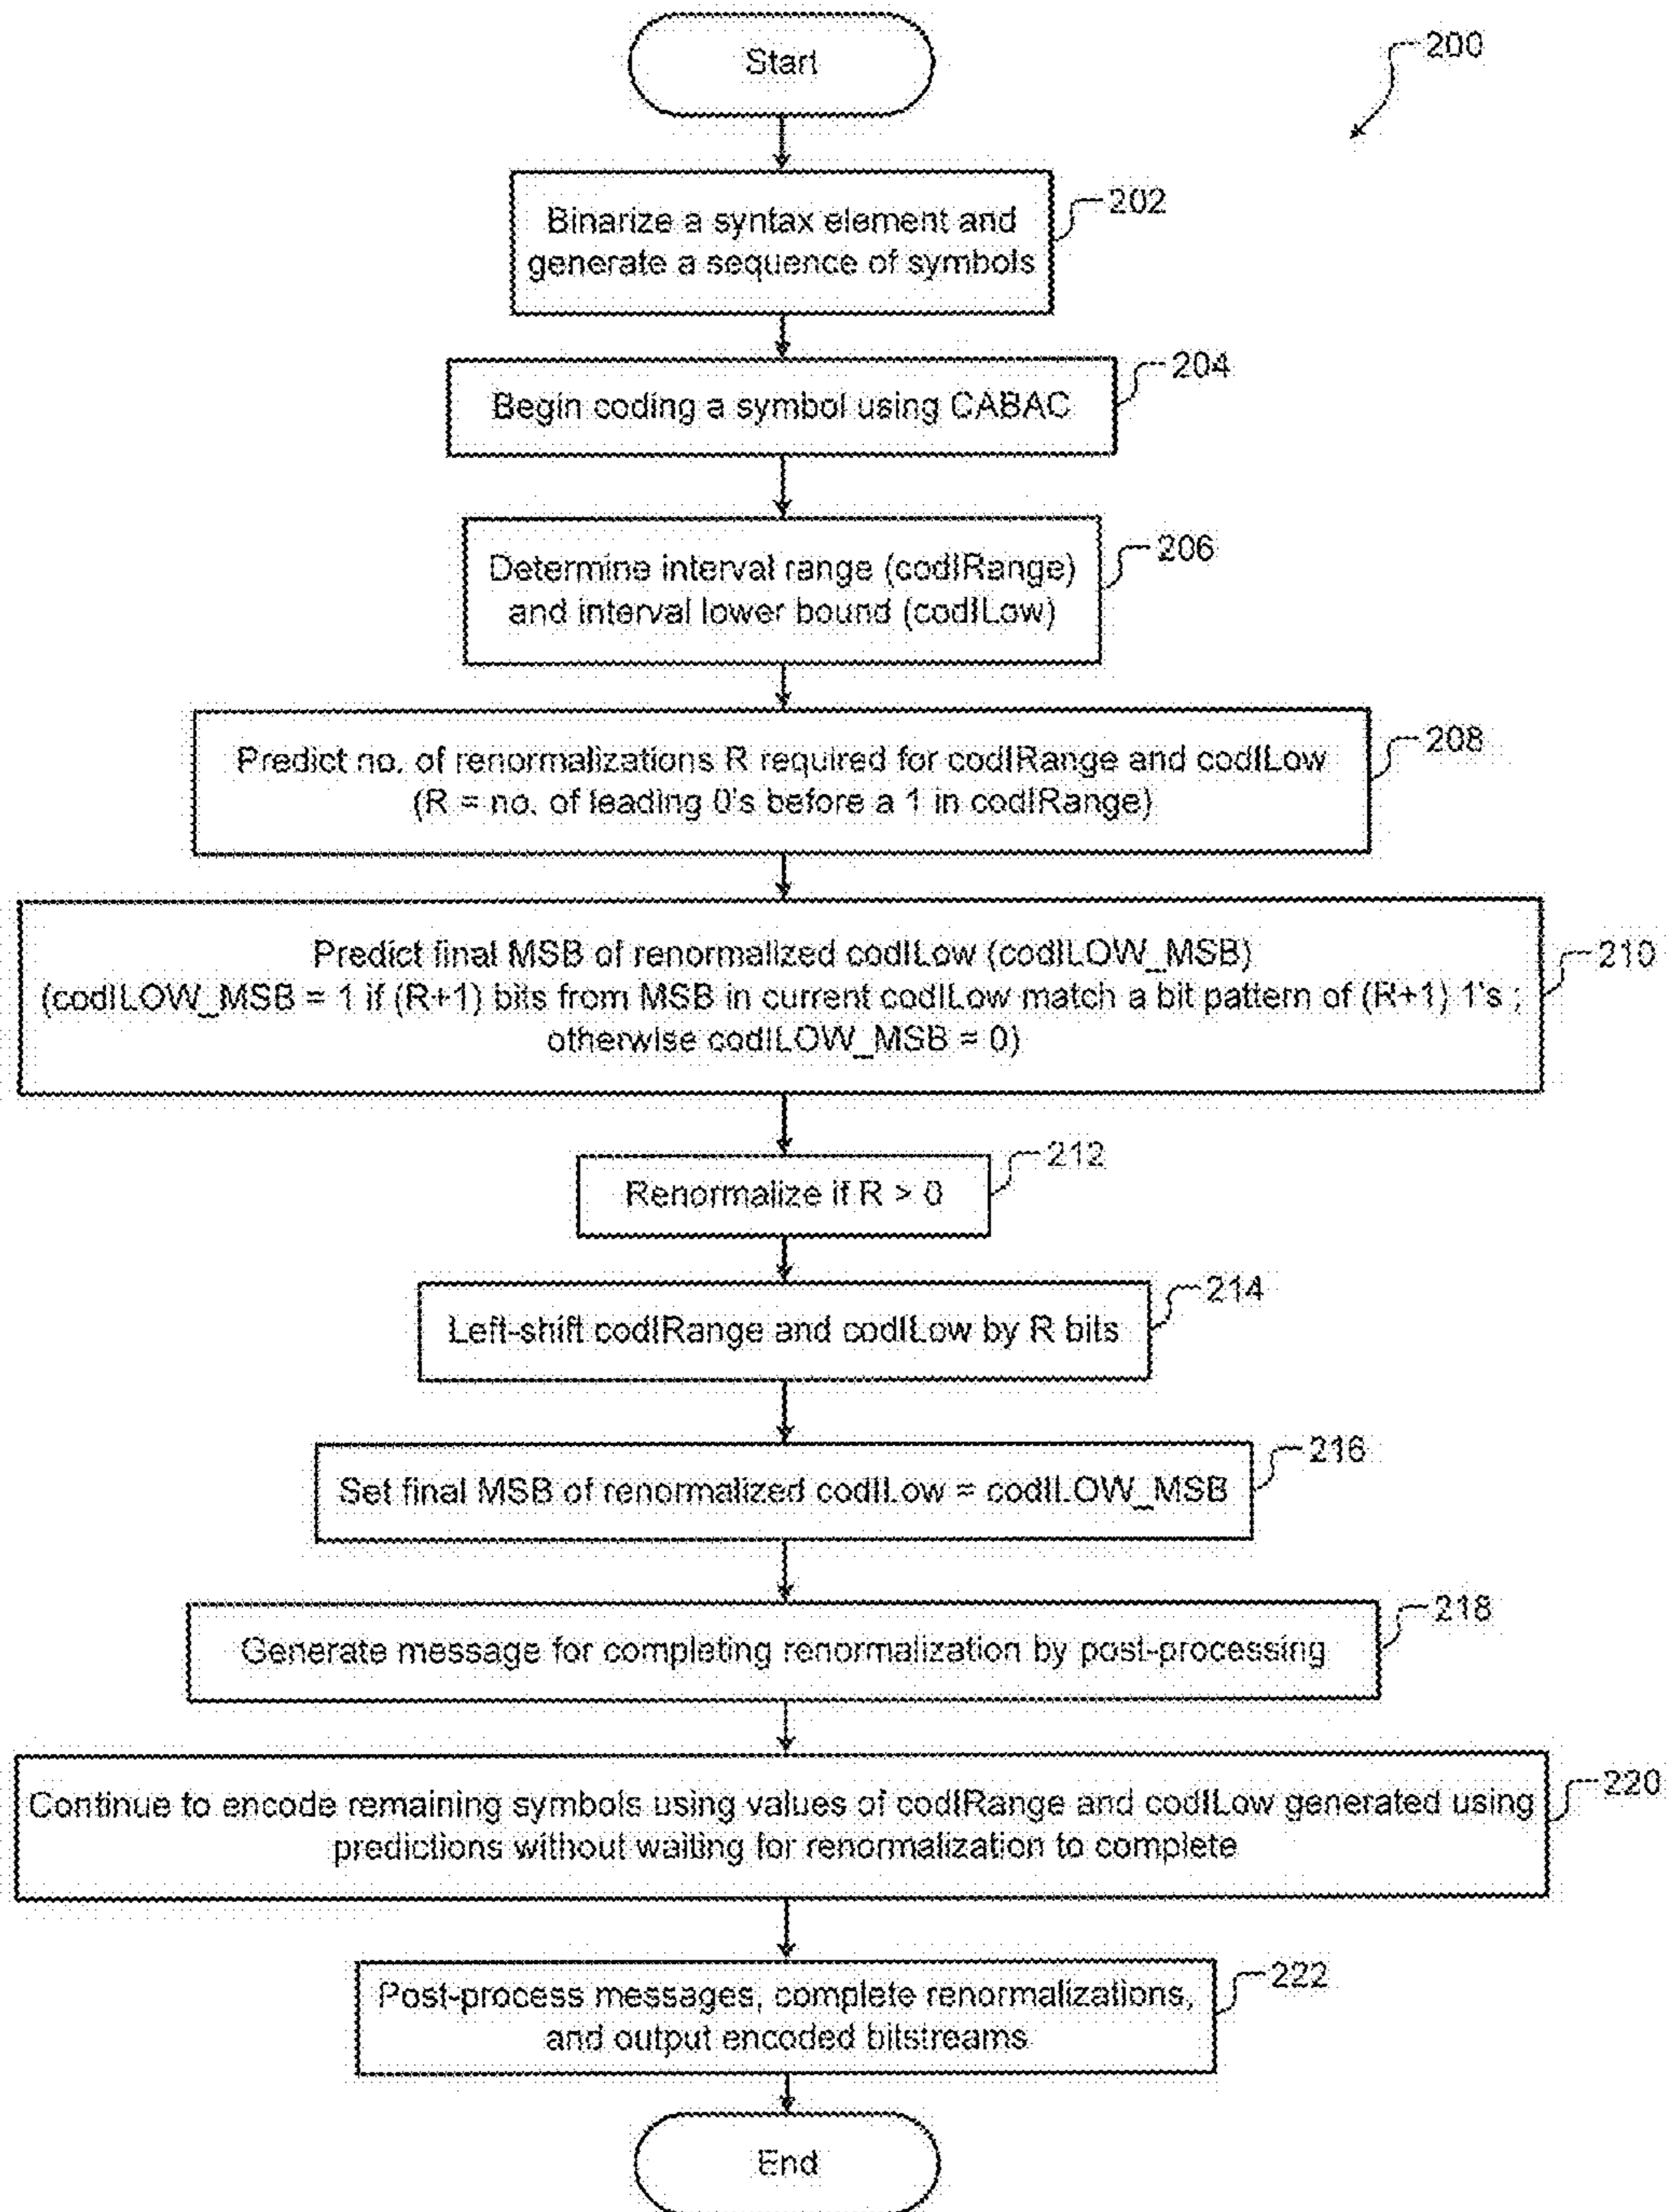 Start
200
Binarize a syntax element and
generate a sequence of symbols
202
Begin coding a symbol using CABAC
204
Determine interval range (codIRange)
and interval lower bound (codILow)
206
Predict no. of renormalizations R required for codIRange and codILow
(R = no. of leading 0's before a 1 in codIRange)
208
Predict final MSB of renormalized codILow (codILOW_MSB)
(codILOW_MSB = 1 if (R+1) bits from MSB in current codILow match a bit pattern of (R+1) 1's ;
otherwise codILOW_MSB = 0)
210
Renormalize if R > 0
212
Left-shift codIRange and codILow by R bits
214
Set final MSB of renormalized codILow = codILOW_MSB
216
Generate message for completing renormalization by post-processing
218
Continue to encode remaining symbols using values of codIRange and codILow generated using
predictions without waiting for renormalization to complete
220
Post-process messages, complete renormalizations,
and output encoded bitstreams
222
End